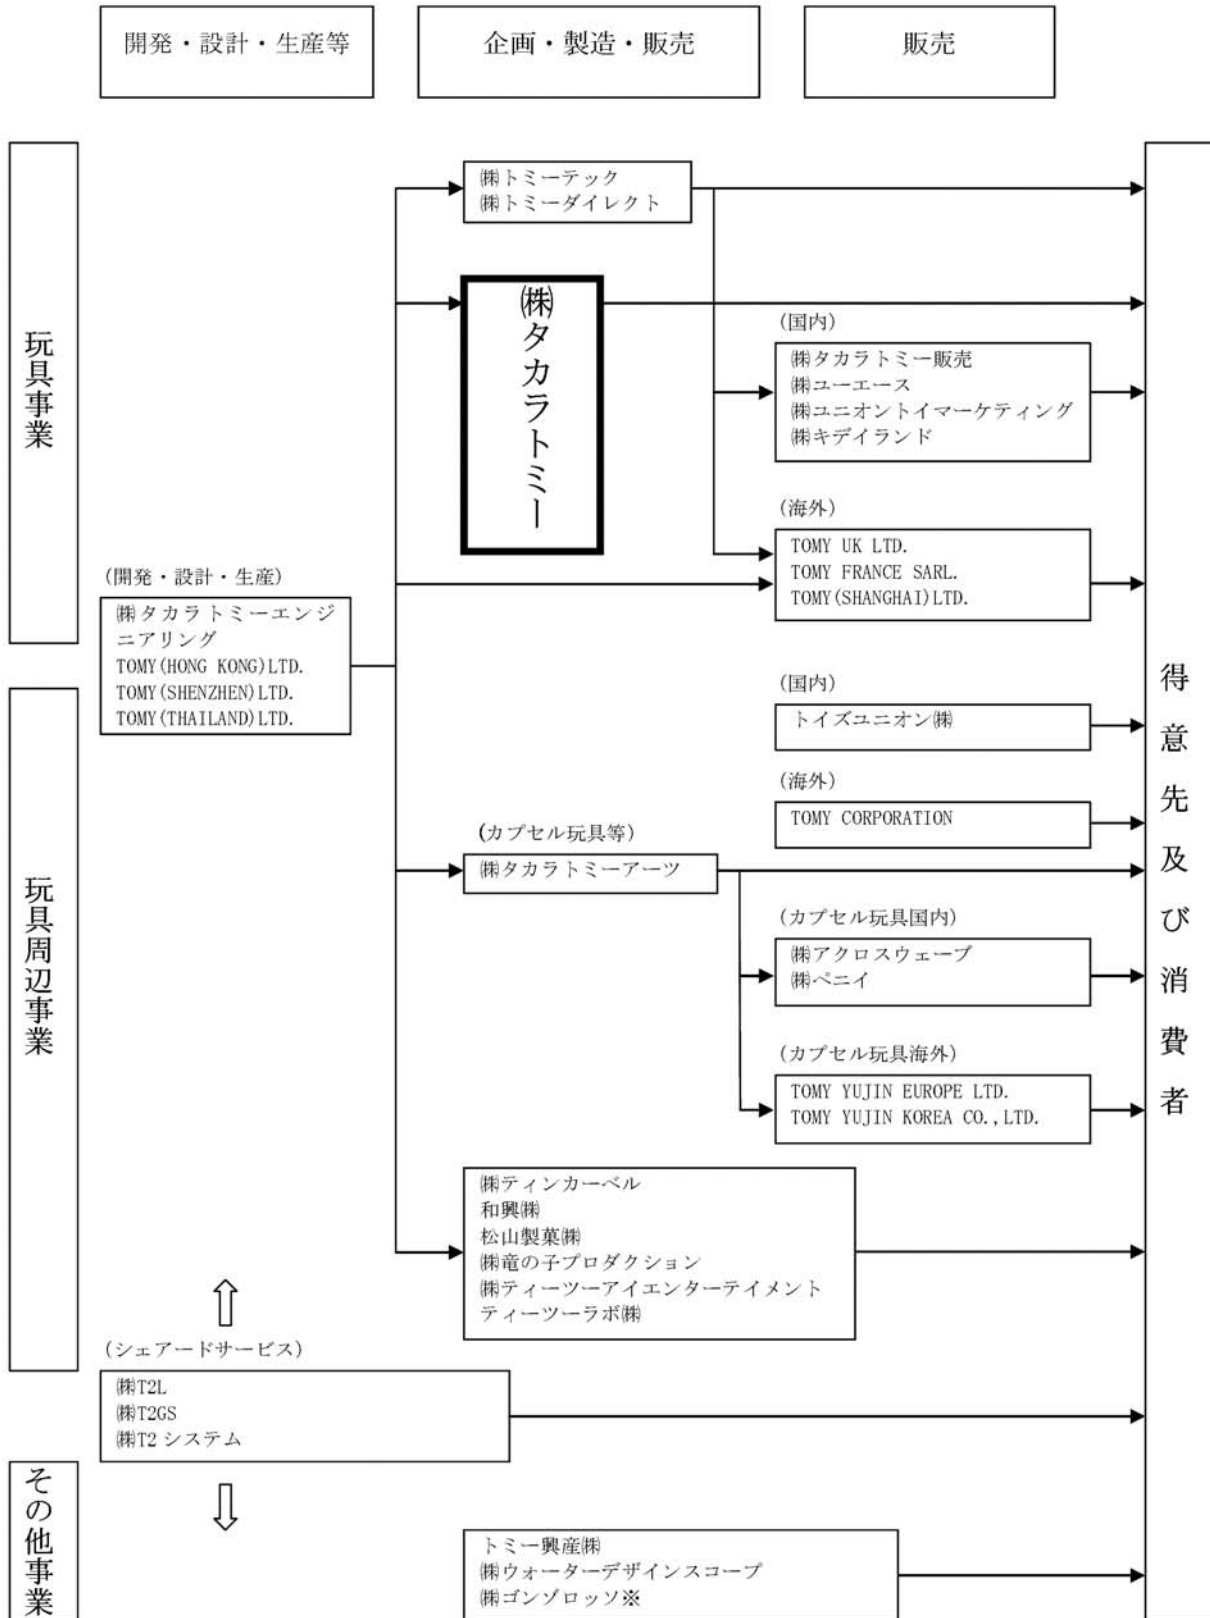 開発・設計・生産等
企画・製造・販売
販売
玩具事業
㈱トミーテック
㈱トミーダイレクト
㈱タカラトミー
(国内)
㈱タカラトミー販売
㈱ユーエース
㈱ユニオントイマーケティング
㈱キデイランド
(海外)
TOMY UK LTD.
TOMY FRANCE SARL.
TOMY(SHANGHAI)LTD.
(開発・設計・生産)
㈱タカラトミーエンジ
ニアリング
TOMY(HONG KONG)LTD.
TOMY(SHENZHEN)LTD.
TOMY(THAILAND)LTD.
玩具周辺事業
(国内)
トイズユニオン㈱
(海外)
TOMY CORPORATION
(カプセル玩具等)
㈱タカラトミーアーツ
(カプセル玩具国内)
㈱アクロスウェーブ
㈱ペニイ
(カプセル玩具海外)
TOMY YUJIN EUROPE LTD.
TOMY YUJIN KOREA CO.,LTD.
㈱ティンカーベル
和興㈱
松山製菓㈱
㈱竜の子プロダクション
㈱ティーツーアイエンターテイメント
ティーツーラボ㈱
得意先及び消費者
(シェアードサービス)
㈱T2L
㈱T2GS
㈱T2システム
その他事業
トミー興産㈱
㈱ウォーターデザインスコープ
㈱ゴンゾロッソ※